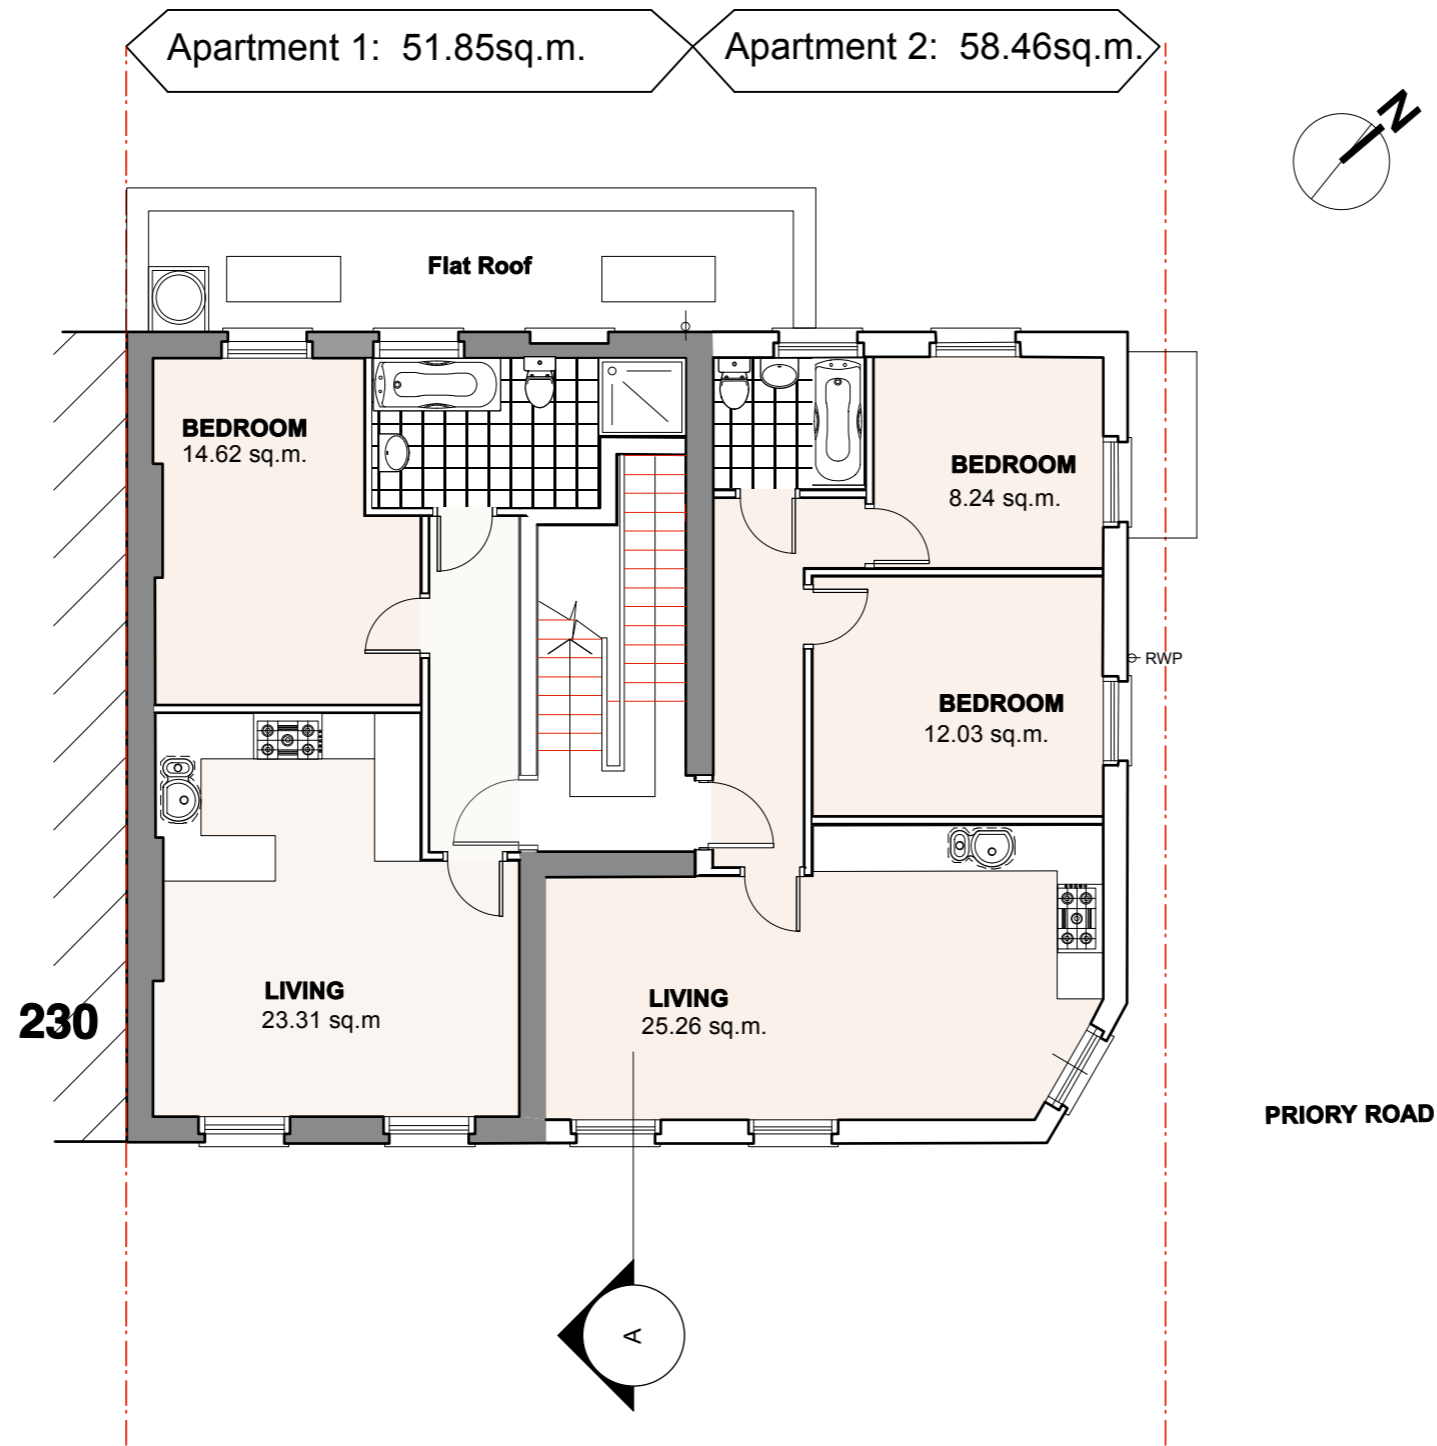 Apartment 1: 51.85sq.m.
Apartment 2: 58.46sq.m.
N
Flat Roof
BEDROOM
14.62 sq.m.
BEDROOM
8.24 sq.m.
RWP
BEDROOM
12.03 sq.m.
LIVING
23.31 sq.m
LIVING
25.26 sq.m.
230
PRIORY ROAD
A